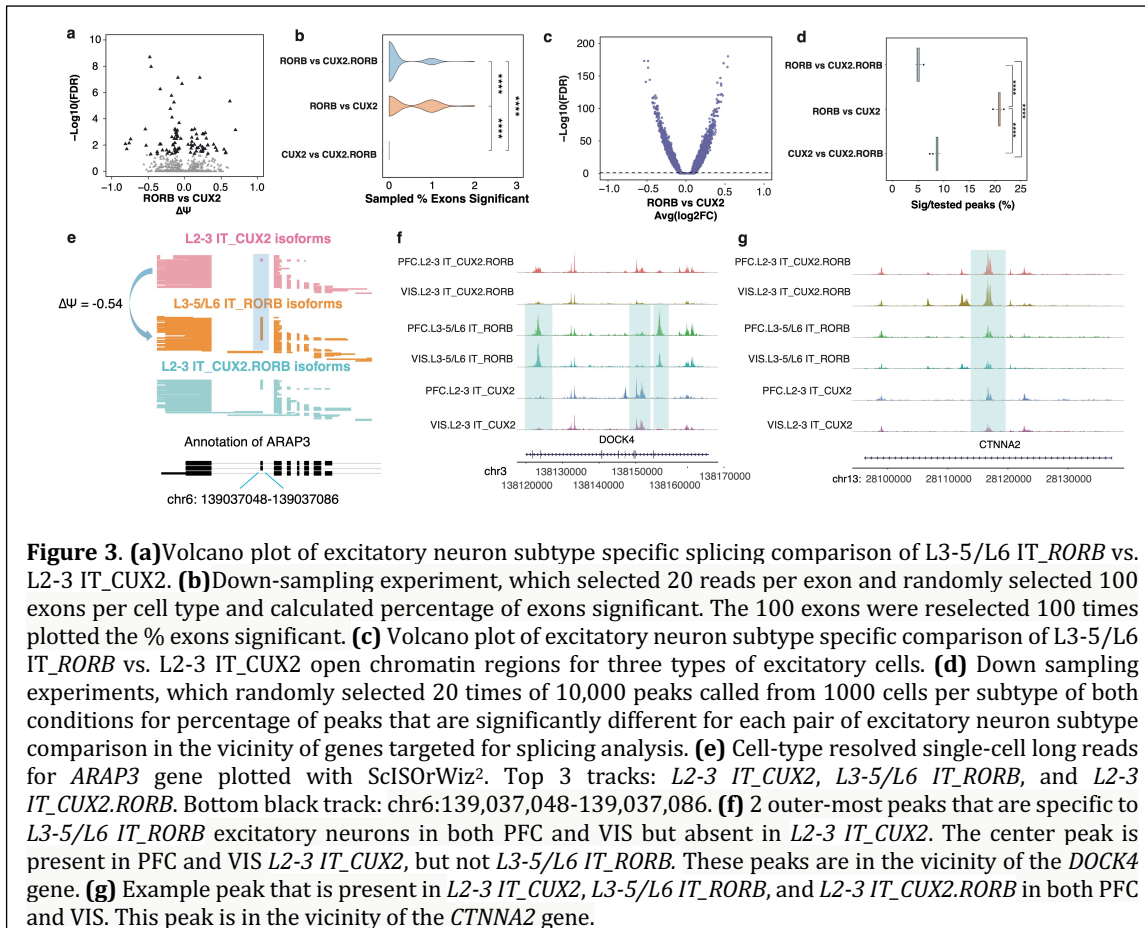 a
10
8
6
4
2
0
−Log10(FDR)
−1.0 −0.5 0.0 0.5 1.0
RORB vs CUX2
ΔΨ
b
RORB vs CUX2.RORB
RORB vs CUX2
CUX2 vs CUX2.RORB
****
****
****
0 1 2 3
Sampled % Exons Significant
c
200
150
100
50
0
−Log10(FDR)
−1.0 −0.5 0.0 0.5 1.0
RORB vs CUX2
Avg(log2FC)
d
RORB vs CUX2.RORB
RORB vs CUX2
CUX2 vs CUX2.RORB
****
****
****
0 5 10 15 20 25
Sig/tested peaks (%)
e
L2-3 IT_CUX2 isoforms
ΔΨ = -0.54
L3-5/L6 IT_RORB isoforms
L2-3 IT_CUX2.RORB isoforms
Annotation of ARAP3
chr6: 139037048-139037086
f
PFC.L2-3 IT_CUX2.RORB
VIS.L2-3 IT_CUX2.RORB
PFC.L3-5/L6 IT_RORB
VIS.L3-5/L6 IT_RORB
PFC.L2-3 IT_CUX2
VIS.L2-3 IT_CUX2
DOCK4
chr3 138130000 138150000 138170000
138120000 138140000 138160000
g
PFC.L2-3 IT_CUX2.RORB
VIS.L2-3 IT_CUX2.RORB
PFC.L3-5/L6 IT_RORB
VIS.L3-5/L6 IT_RORB
PFC.L2-3 IT_CUX2
VIS.L2-3 IT_CUX2
CTNNA2
chr13: 28100000 28110000 28120000 28130000
Figure 3. (a)Volcano plot of excitatory neuron subtype specific splicing comparison of L3-5/L6 IT_RORB vs.
L2-3 IT_CUX2. (b)Down-sampling experiment, which selected 20 reads per exon and randomly selected 100
exons per cell type and calculated percentage of exons significant. The 100 exons were reselected 100 times
plotted the % exons significant. (c) Volcano plot of excitatory neuron subtype specific comparison of L3-5/L6
IT_RORB vs. L2-3 IT_CUX2 open chromatin regions for three types of excitatory cells. (d) Down sampling
experiments, which randomly selected 20 times of 10,000 peaks called from 1000 cells per subtype of both
conditions for percentage of peaks that are significantly different for each pair of excitatory neuron subtype
comparison in the vicinity of genes targeted for splicing analysis. (e) Cell-type resolved single-cell long reads
for ARAP3 gene plotted with ScISOrWiz². Top 3 tracks: L2-3 IT_CUX2, L3-5/L6 IT_RORB, and L2-3
IT_CUX2.RORB. Bottom black track: chr6:139,037,048-139,037,086. (f) 2 outer-most peaks that are specific to
L3-5/L6 IT_RORB excitatory neurons in both PFC and VIS but absent in L2-3 IT_CUX2. The center peak is
present in PFC and VIS L2-3 IT_CUX2, but not L3-5/L6 IT_RORB. These peaks are in the vicinity of the DOCK4
gene. (g) Example peak that is present in L2-3 IT_CUX2, L3-5/L6 IT_RORB, and L2-3 IT_CUX2.RORB in both PFC
and VIS. This peak is in the vicinity of the CTNNA2 gene.